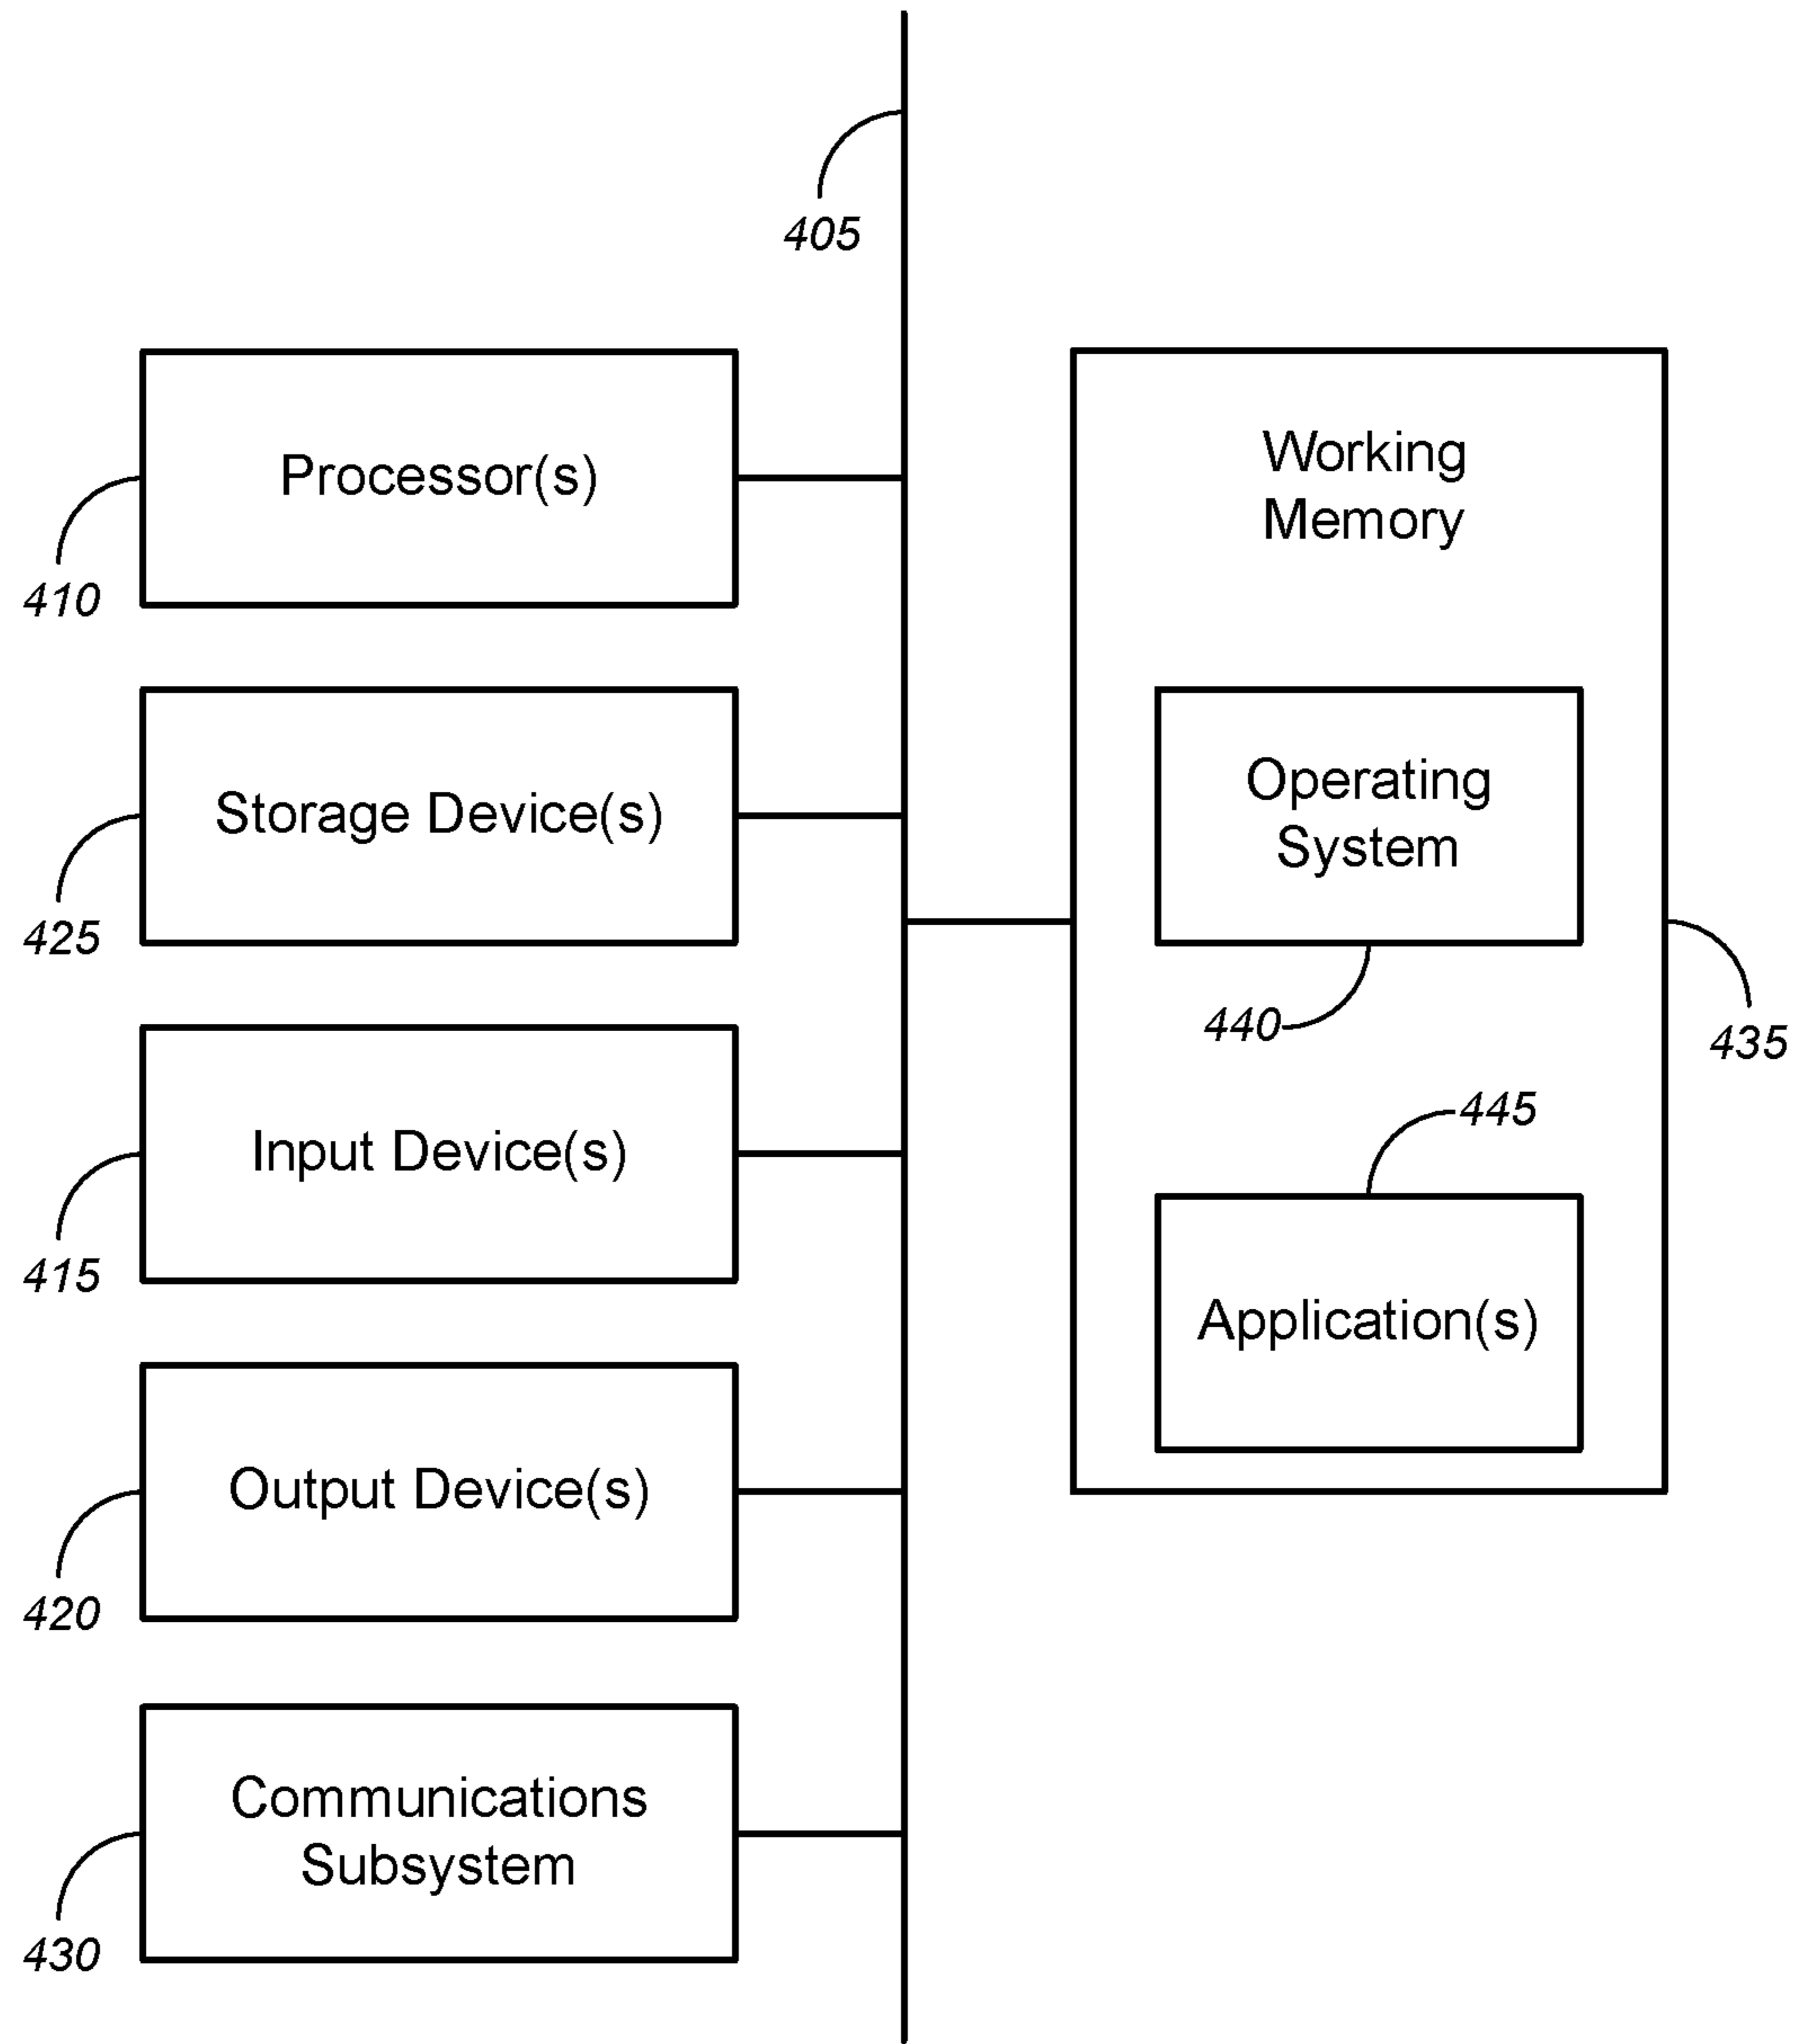 405
Processor(s)
410
Storage Device(s)
425
Input Device(s)
415
Output Device(s)
420
Communications
Subsystem
430
Working
Memory
Operating
System
440
435
445
Application(s)